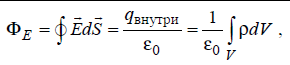 Φ_E = ∮ E⃗dS⃗ = q_внутри / ε₀ = 1/ε₀ ∫_V ρdV ,